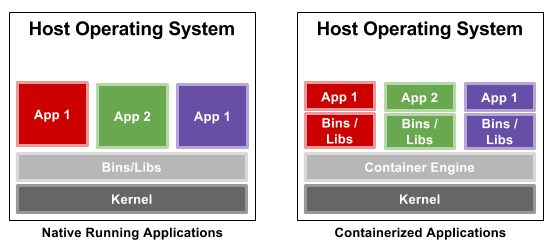 Host Operating System
App 1
App 2
App 1
Bins/Libs
Kernel
Native Running Applications
Host Operating System
App 1
App 2
App 1
Bins /
Libs
Bins /
Libs
Bins /
Libs
Container Engine
Kernel
Containerized Applications